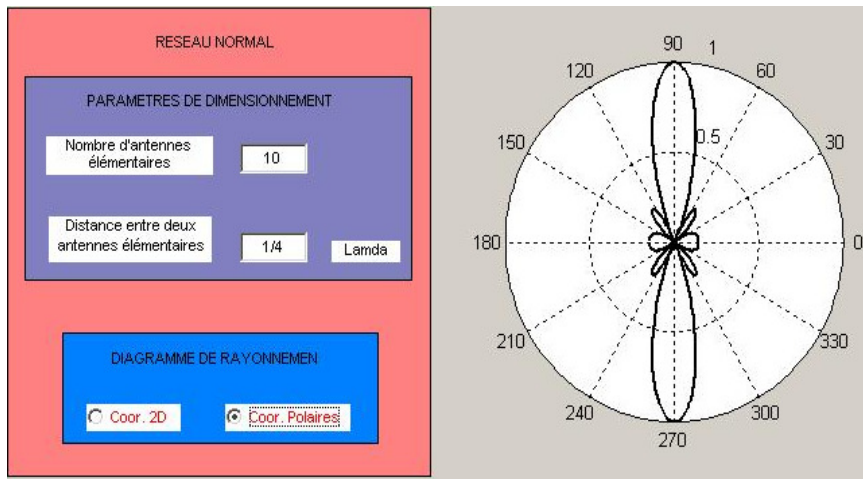 RESEAU NORMAL
PARAMETRES DE DIMENSIONNEMENT
Nombre d'antennes
élémentaires
10
Distance entre deux
antennes élémentaires
1/4
Lamda
DIAGRAMME DE RAYONNEMEN
Coor. 2D
Coor. Polaires
90
1
120
60
150
0.5
30
180
0
210
330
240
300
270